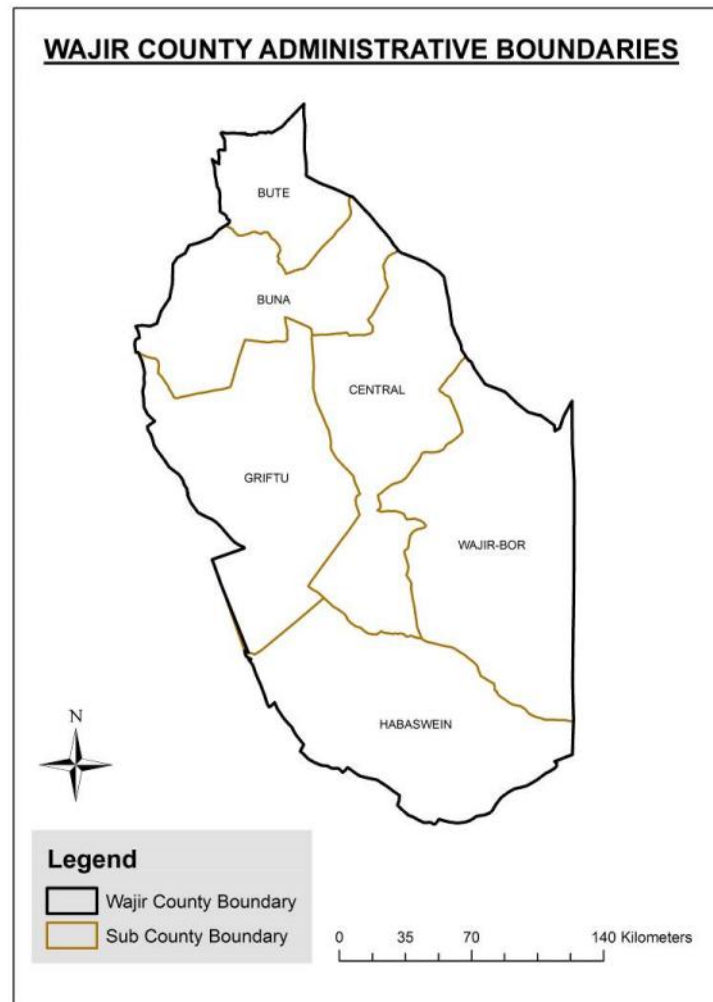 WAJIR COUNTY ADMINISTRATIVE BOUNDARIES
BUTE
BUNA
CENTRAL
GRIFTU
WAJIR-BOR
HABASWEIN
N
Legend
Wajir County Boundary
Sub County Boundary
0 35 70 140 Kilometers